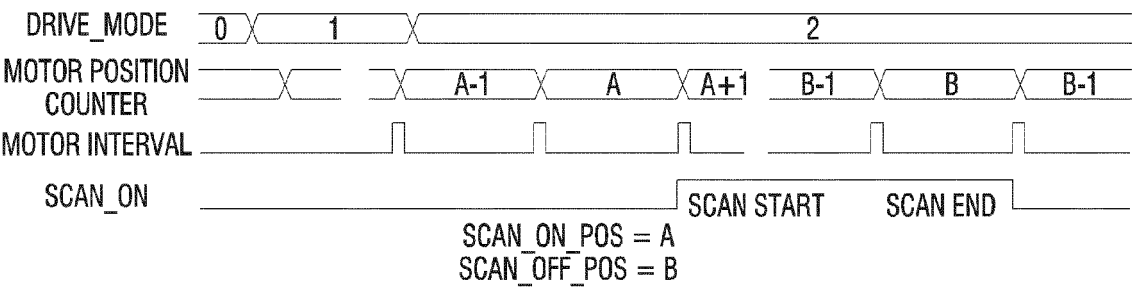 DRIVE_MODE 0 1 2
MOTOR POSITION COUNTER A-1 A A+1 B-1 B B-1
MOTOR INTERVAL
SCAN_ON SCAN START SCAN END
SCAN_ON_POS = A
SCAN_OFF_POS = B